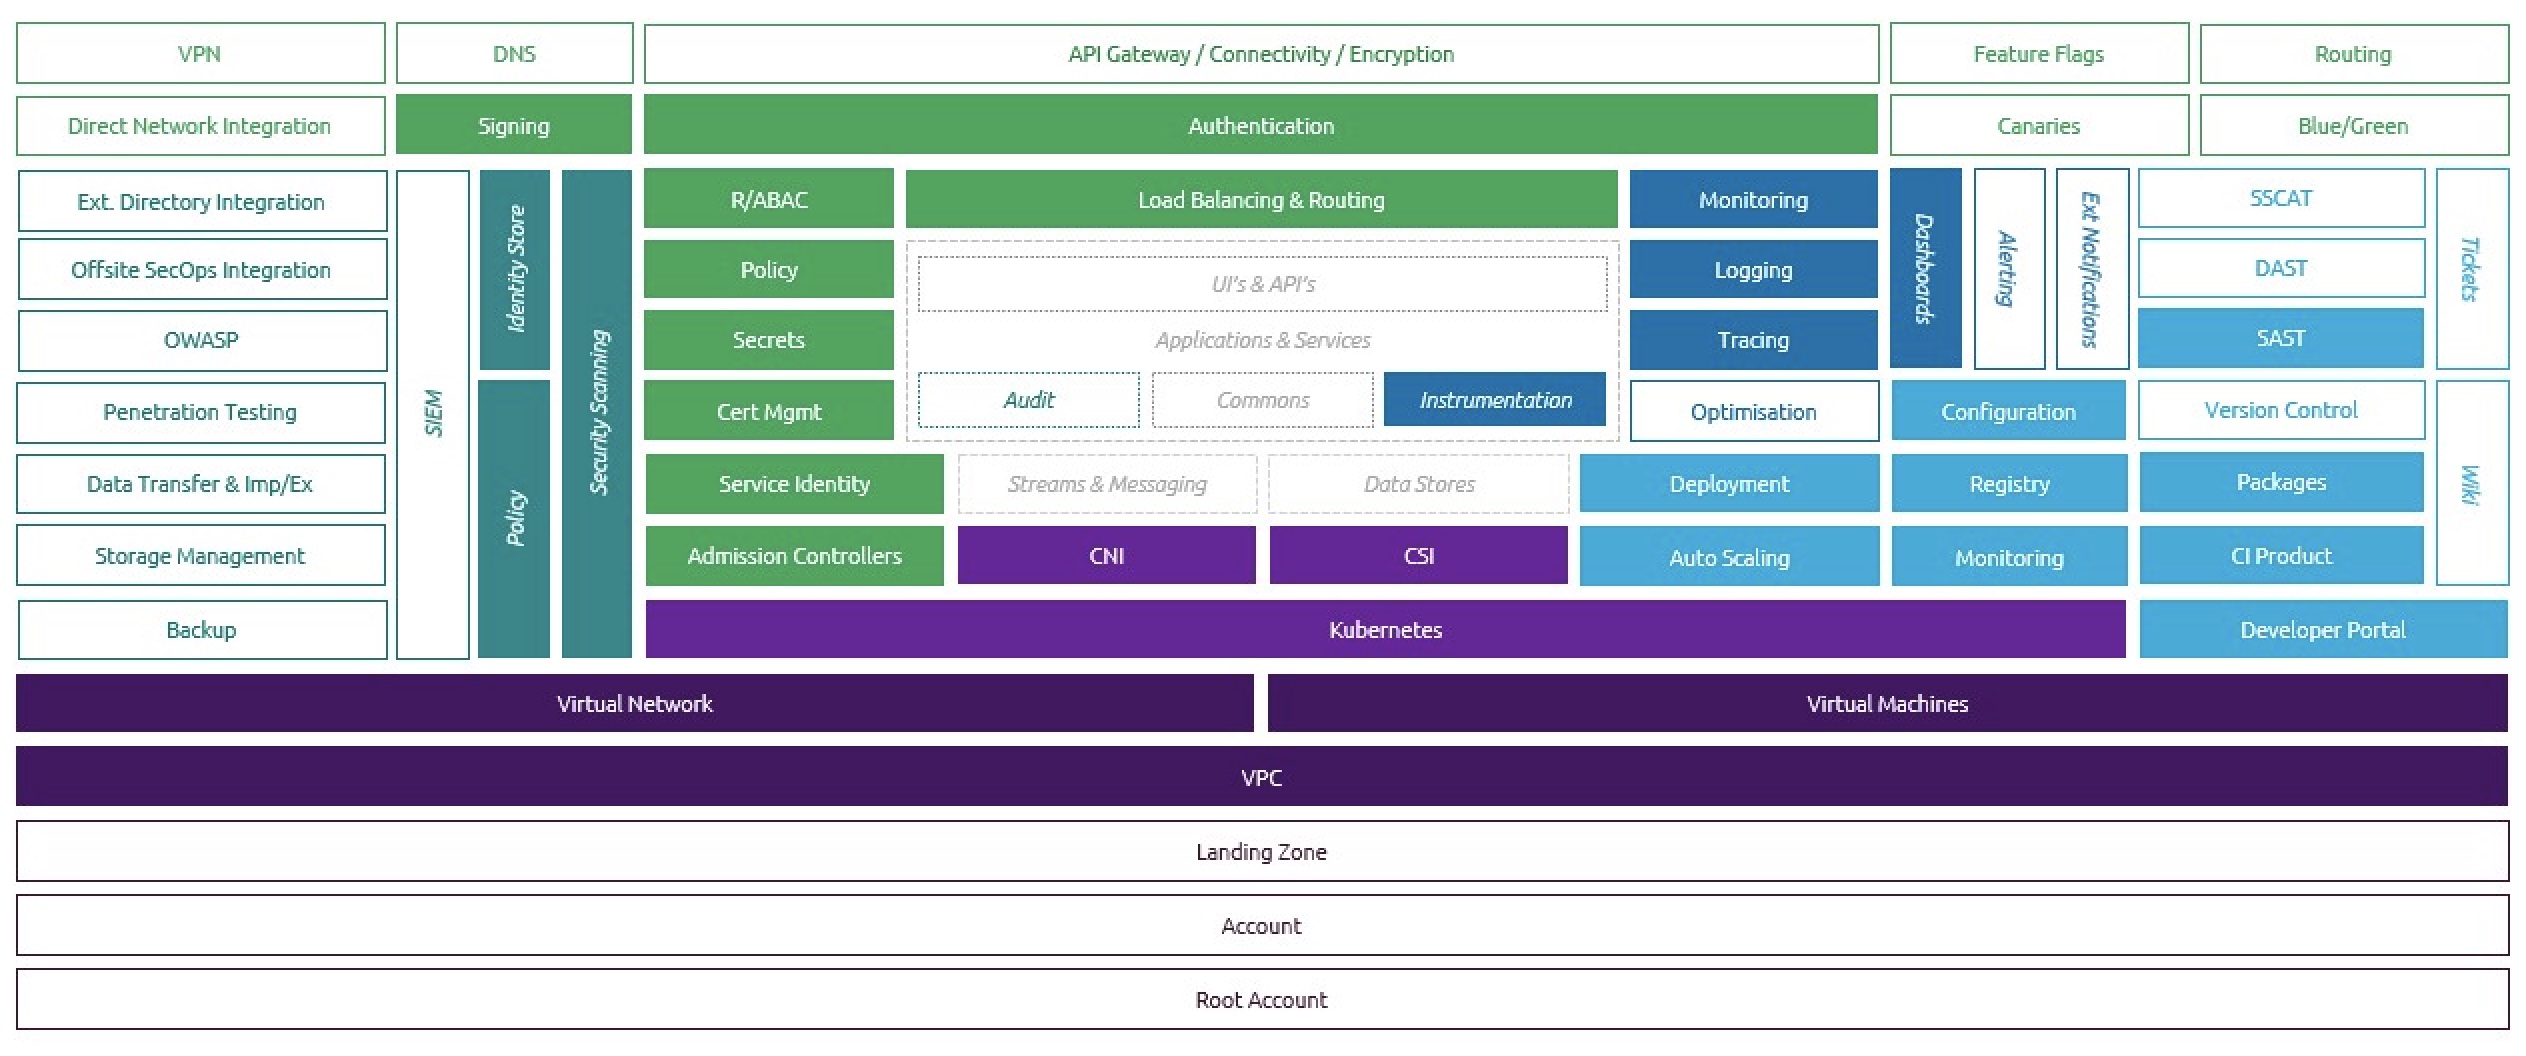 VPN
DNS
API Gateway / Connectivity / Encryption
Feature Flags
Routing
Direct Network Integration
Signing
Authentication
Canaries
Blue/Green
Ext. Directory Integration
Offsite SecOps Integration
OWASP
Penetration Testing
Data Transfer & Imp/Ex
Storage Management
Backup
SIEM
Identity Store
Policy
Security Scanning
R/ABAC
Policy
Secrets
Cert Mgmt
Service Identity
Admission Controllers
Load Balancing & Routing
UI's & API's
Applications & Services
Audit
Commons
Instrumentation
Streams & Messaging
Data Stores
CNI
CSI
Monitoring
Logging
Tracing
Optimisation
Deployment
Auto Scaling
Dashboards
Alerting
Ext Notifications
Configuration
Registry
Monitoring
SSCAT
DAST
SAST
Version Control
Packages
CI Product
Tickets
Wiki
Kubernetes
Developer Portal
Virtual Network
Virtual Machines
VPC
Landing Zone
Account
Root Account